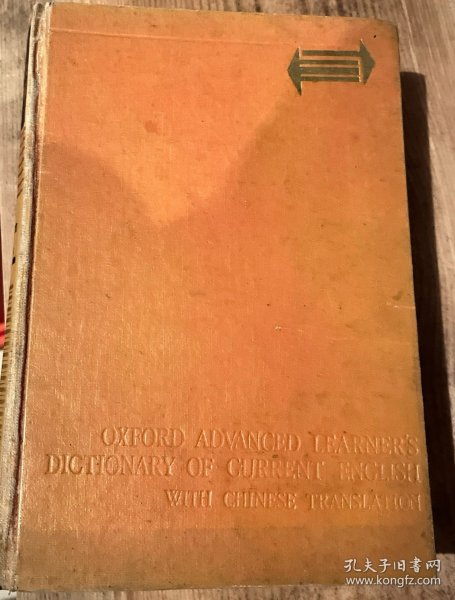 OXFORD ADVANCED LEARNER'S
DICTIONARY OF CURRENT ENGLISH
WITH CHINESE TRANSLATION
孔夫子旧书网
www.kongfz.com